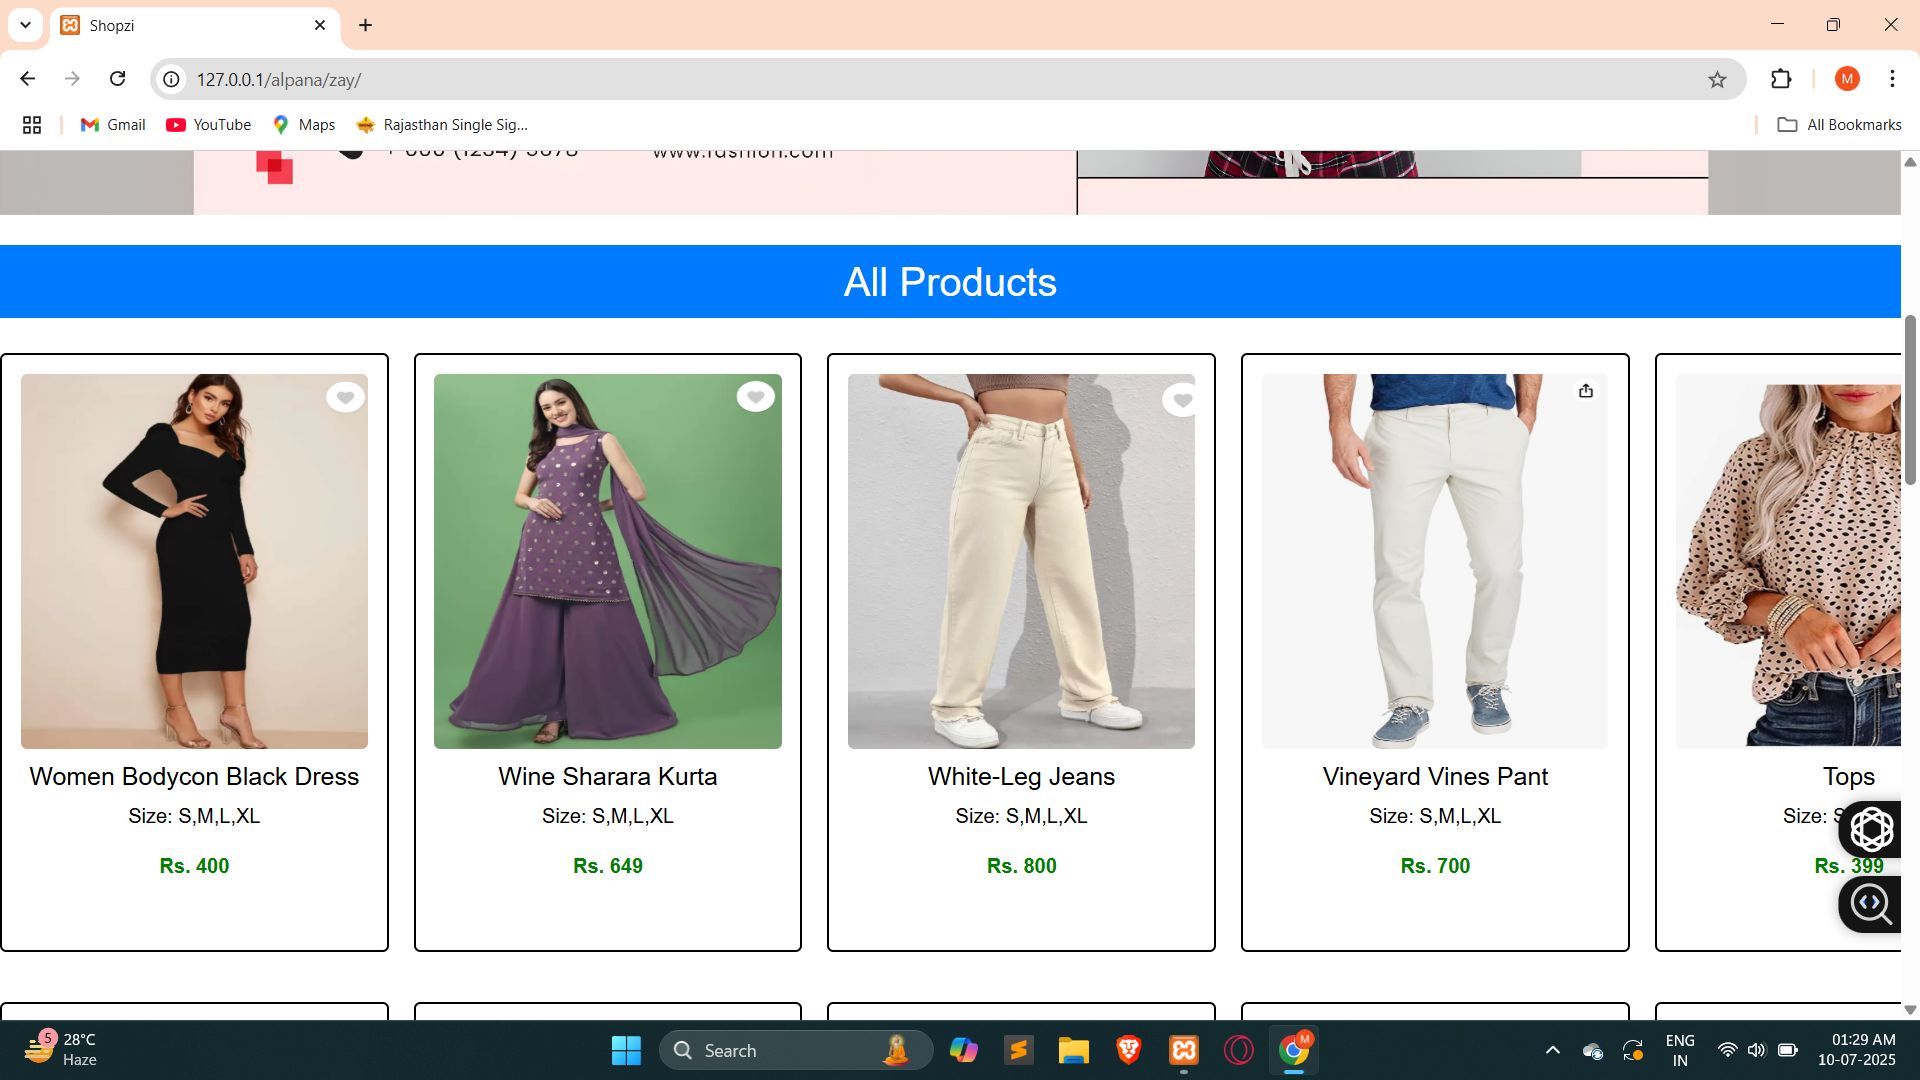 Shopzi
127.0.0.1/alpana/zay/
M
Gmail
YouTube
Maps
Rajasthan Single Sig...
All Bookmarks
www.fashion.com
All Products
Women Bodycon Black Dress
Size: S,M,L,XL
Rs. 400
Wine Sharara Kurta
Size: S,M,L,XL
Rs. 649
White-Leg Jeans
Size: S,M,L,XL
Rs. 800
Vineyard Vines Pant
Size: S,M,L,XL
Rs. 700
Tops
Size: S
Rs. 399
5
28°C
Haze
Search
M
ENG
IN
01:29 AM
10-07-2025